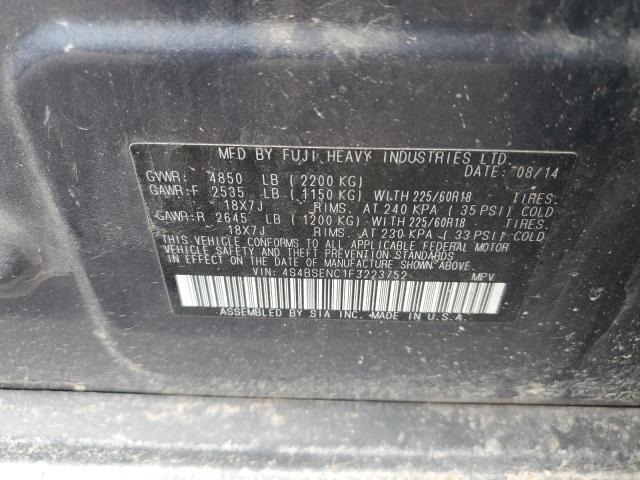 MFD BY FUJI HEAVY INDUSTRIES LTD.
DATE: 08/14
GVWR: 4850 LB (2200 KG)
GAWR:F 2535 LB (1150 KG) WITH 225/60R18 TIRES.
18X7J RIMS. AT 240 KPA (35 PSI) COLD
GAWR:R 2645 LB (1200 KG) WITH 225/60R18 TIRES.
18X7J RIMS. AT 230 KPA (33 PSI) COLD
THIS VEHICLE CONFORMS TO ALL APPLICABLE FEDERAL MOTOR
VEHICLE SAFETY, BUMPER, AND THEFT PREVENTION STANDARDS
IN EFFECT ON THE DATE OF MANUFACTURE SHOWN ABOVE.
VIN: 4S4BSENC1F3223752 MPV
ASSEMBLED BY SIA INC. MADE IN U.S.A.